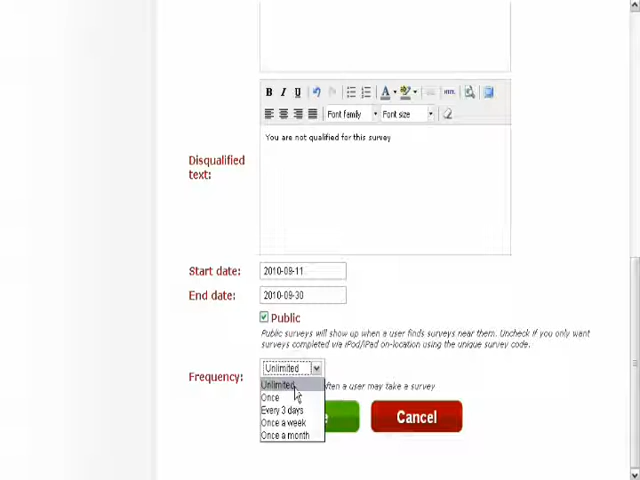 B I U A HTML
Font family Font size
You are not qualified for this survey
Disqualified
text:
Start date: 2010-09-11
End date: 2010-09-30
Public
Public surveys will show up when a user finds surveys near them. Uncheck if you only want
surveys completed via iPod/iPad on-location using the unique survey code.
Unlimited
Frequency:
Unlimited
a user may take a survey
Once
Every 3 days
Once a week
Once a month
Cancel